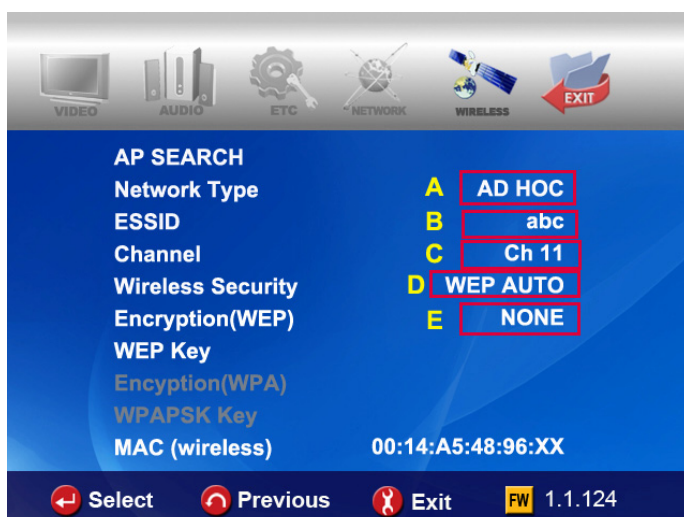 VIDEO AUDIO ETC NETWORK WIRELESS EXIT
AP SEARCH
Network Type A AD HOC
ESSID B abc
Channel C Ch 11
Wireless Security D WEP AUTO
Encryption(WEP) E NONE
WEP Key
Encyption(WPA)
WPAPSK Key
MAC (wireless) 00:14:A5:48:96:XX
Select Previous Exit FW 1.1.124